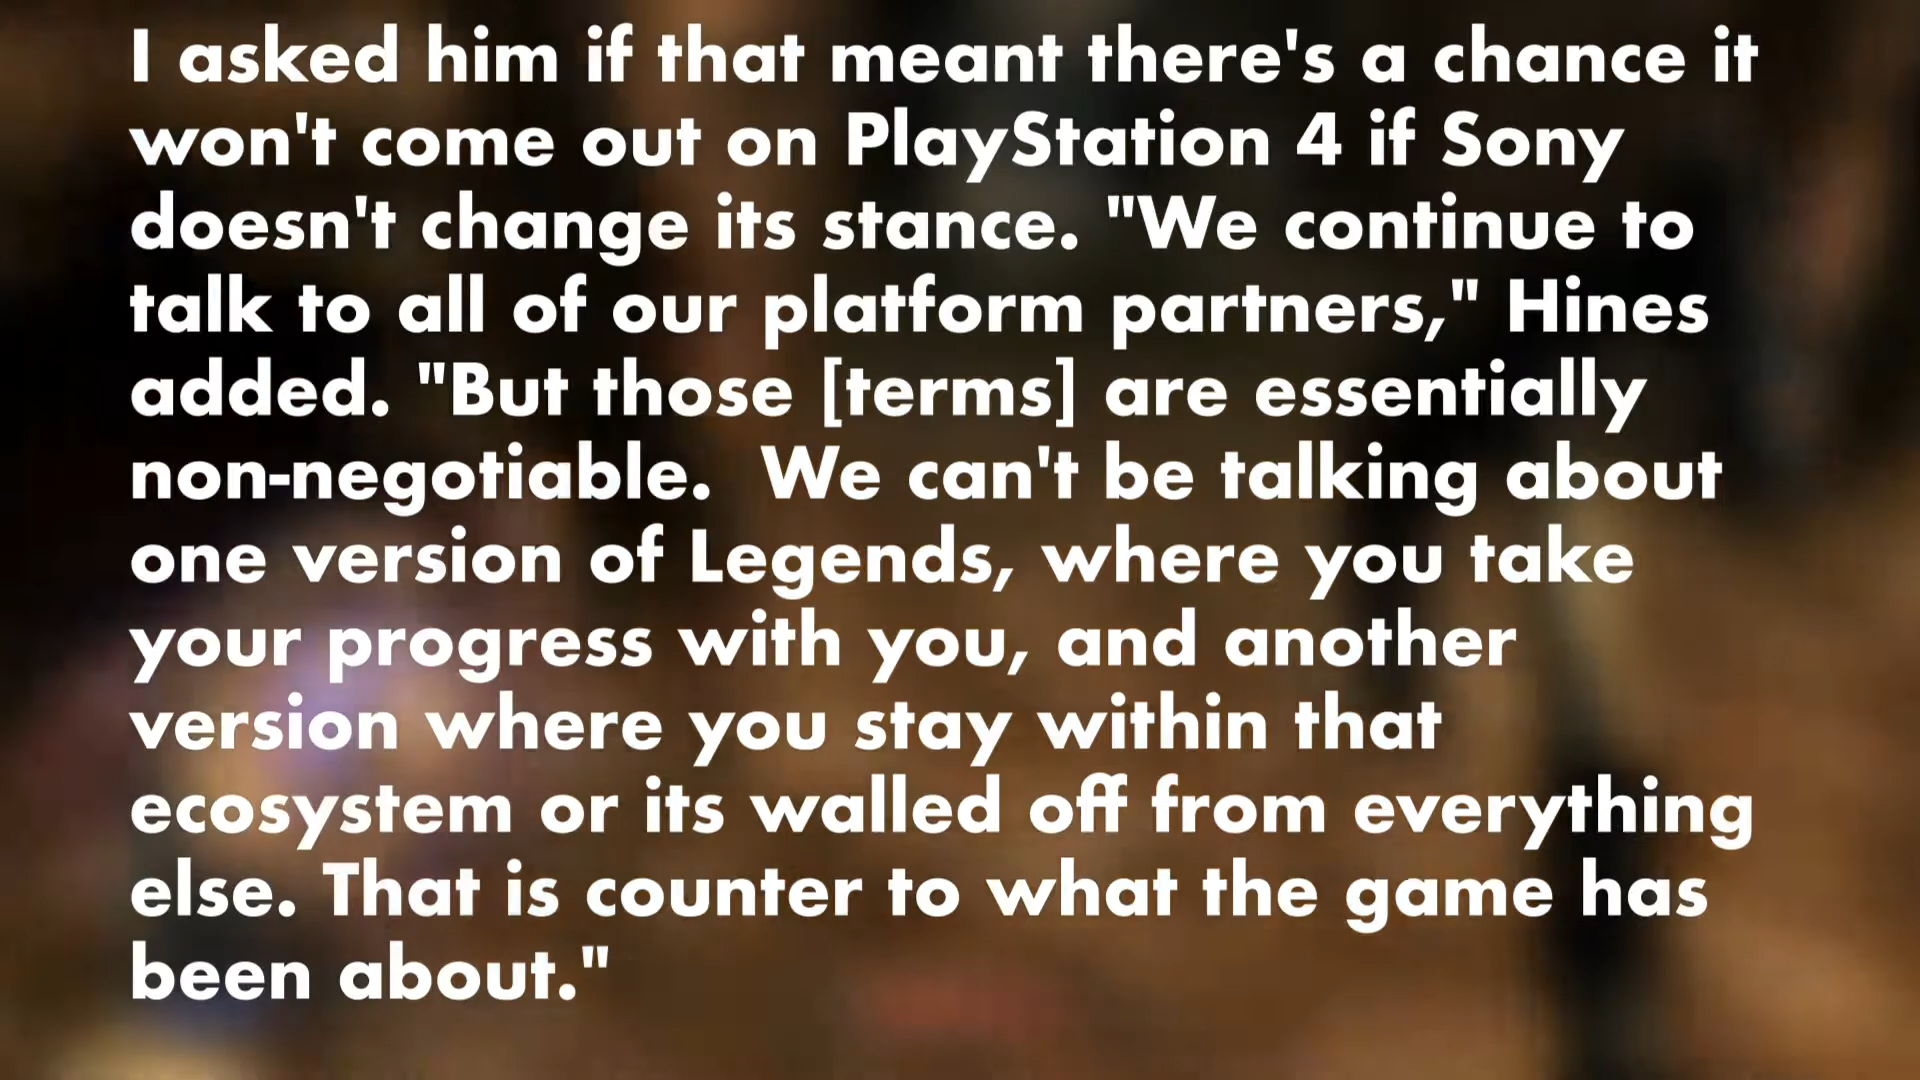 I asked him if that meant there's a chance it
won't come out on PlayStation 4 if Sony
doesn't change its stance. "We continue to
talk to all of our platform partners," Hines
added. "But those [terms] are essentially
non-negotiable.  We can't be talking about
one version of Legends, where you take
your progress with you, and another
version where you stay within that
ecosystem or its walled off from everything
else. That is counter to what the game has
been about."